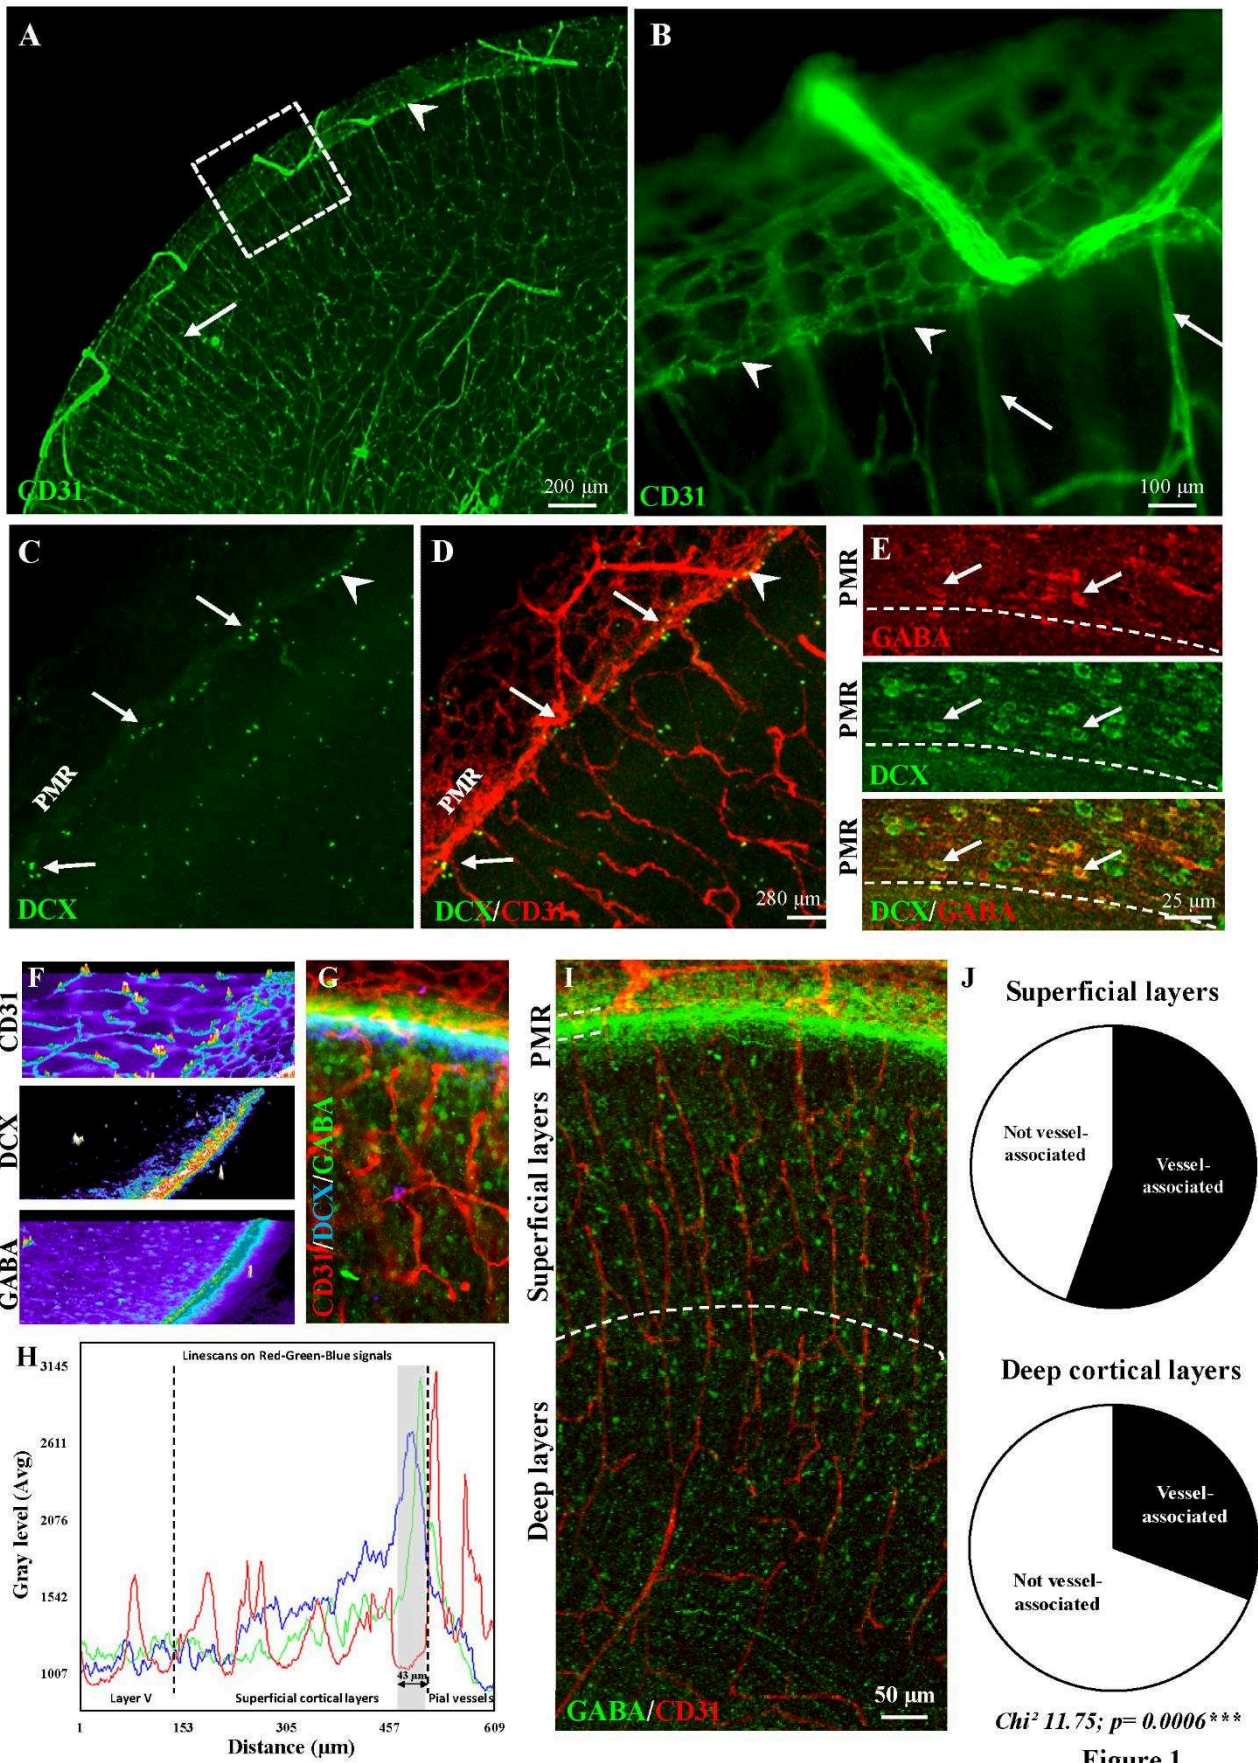 A
CD31
200 µm
B
CD31
100 µm
C
PMR
DCX
D
PMR
DCX/CD31
280 µm
E
PMR
GABA
PMR
DCX
PMR
DCX/GABA
25 µm
F
CD31
DCX
GABA
G
CD31/DCX/GABA
H
Linescans on Red-Green-Blue signals
3145
2611
2076
1542
1007
Gray level (Avg)
43 µm
Layer V
Superficial cortical layers
Pial vessels
1
153
305
457
609
Distance (µm)
I
PMR
Superficial layers
Deep layers
GABA/CD31
50 µm
J
Superficial layers
Not vessel-
associated
Vessel-
associated
Deep cortical layers
Vessel-
associated
Not vessel-
associated
Chi² 11.75; p= 0.0006***
Figure 1